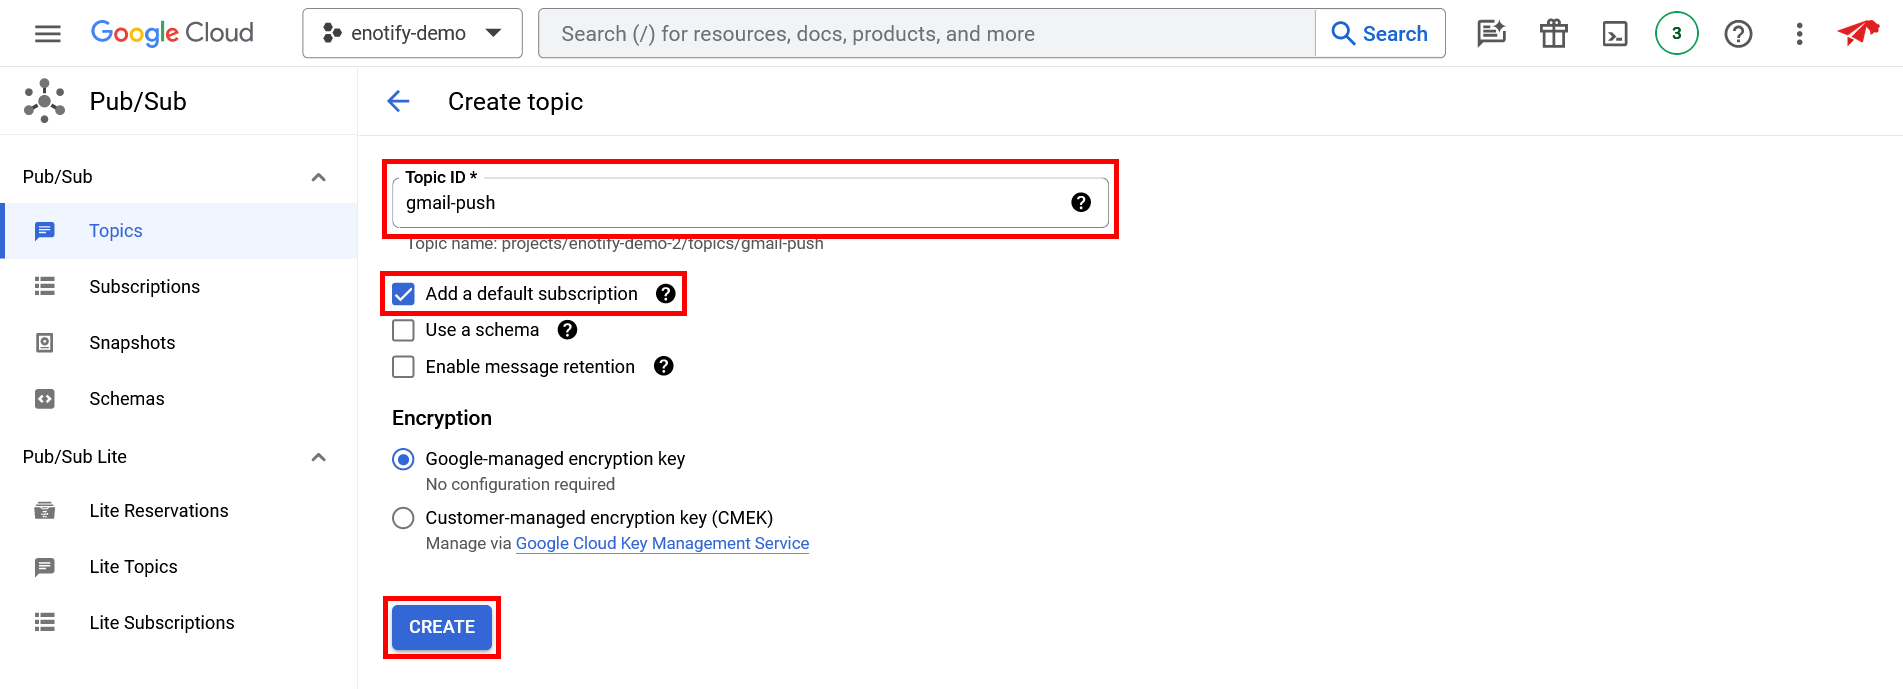 Google Cloud
enotify-demo
Search (/) for resources, docs, products, and more
Search
3
Pub/Sub
Create topic
Pub/Sub
Topics
Subscriptions
Snapshots
Schemas
Pub/Sub Lite
Lite Reservations
Lite Topics
Lite Subscriptions
Topic ID *
gmail-push
Topic name: projects/enotify-demo-2/topics/gmail-push
Add a default subscription
Use a schema
Enable message retention
Encryption
Google-managed encryption key
No configuration required
Customer-managed encryption key (CMEK)
Manage via Google Cloud Key Management Service
CREATE